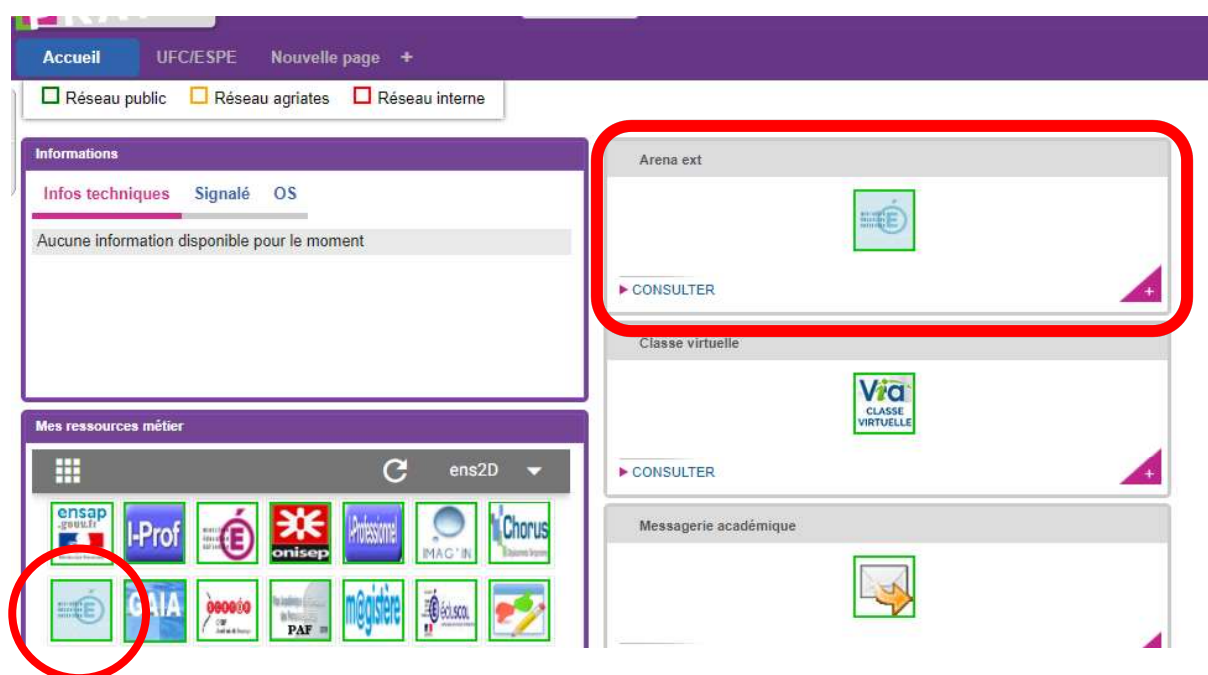 Accueil UFC/ESPE Nouvelle page +
Réseau public Réseau agriates Réseau interne
Informations
Infos techniques Signalé OS
Aucune information disponible pour le moment
Mes ressources métier
ens2D
ensap
.gouv.fr
I-Prof
onisep
I-Professionnel
IMAG'IN
Chorus
GAIA
PAF
m@gistère
éduscol
Arena ext
CONSULTER
+
Classe virtuelle
Via
CLASSE
VIRTUELLE
CONSULTER
+
Messagerie académique